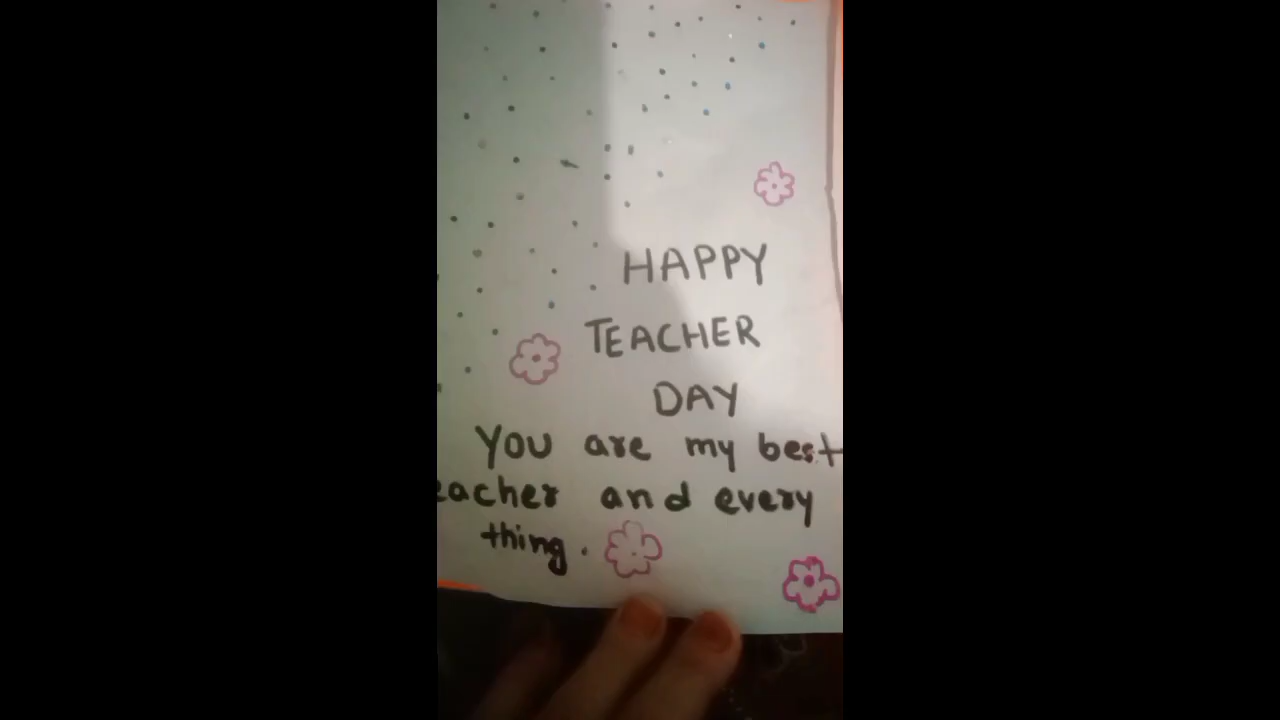 HAPPY
TEACHER
DAY
You are my best
eacher and every
thing.